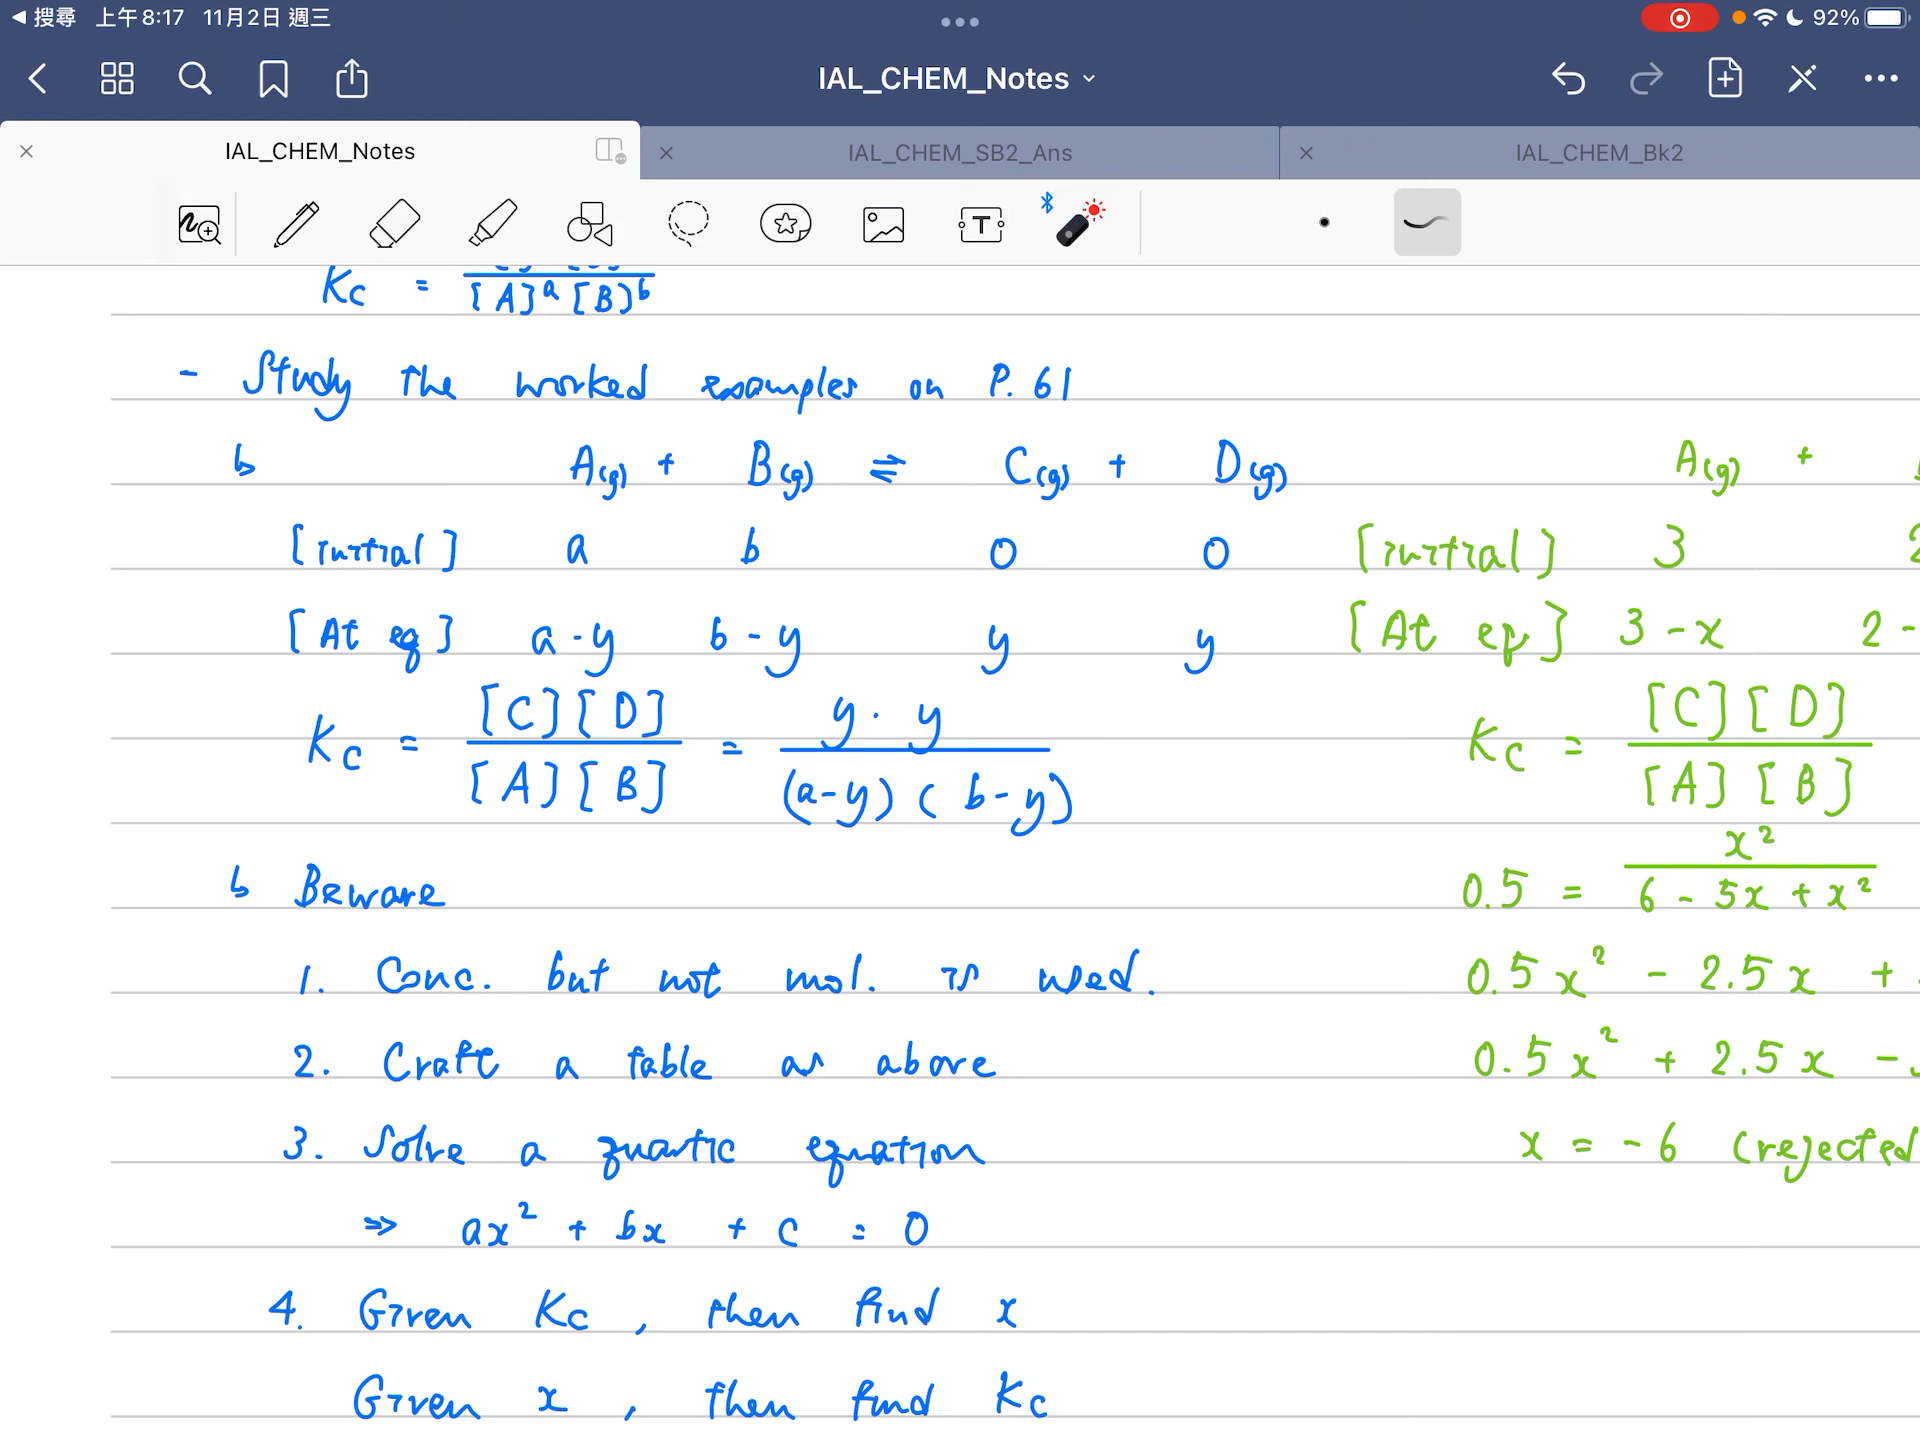 搜尋 上午8:17 11月2日 週三 92%
IAL_CHEM_Notes
IAL_CHEM_Notes IAL_CHEM_SB2_Ans IAL_CHEM_Bk2
Kc = / [A]ᵃ [B]ᵇ
- Study the worked examples on P. 61
A(g) + B(g) ⇌ C(g) + D(g)
[initial] a b 0 0
[At eq] a-y b-y y y
Kc = [C][D] / [A][B] = y · y / (a-y)(b-y)
Beware
1. Conc. but not mol. is used.
2. Craft a table as above
3. Solve a quartic equation
⇒ ax² + bx + c = 0
4. Given Kc, then find x
Given x, then find Kc
A(g) +
[initial] 3 2
[At eq] 3-x 2-
Kc = [C][D] / [A][B]
0.5 = x² / 6 - 5x + x²
0.5x² - 2.5x +
0.5x² + 2.5x -
x = -6 (rejected